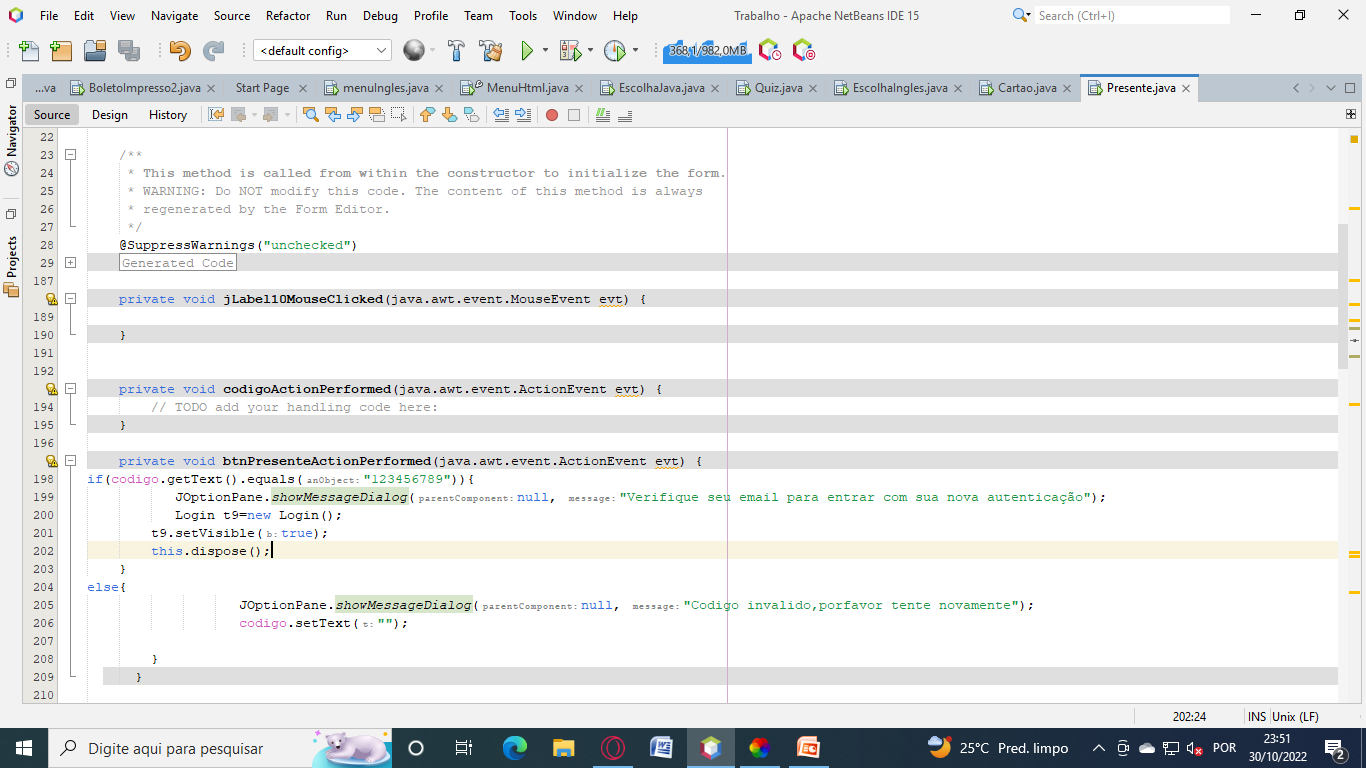 File Edit View Navigate Source Refactor Run Debug Profile Team Tools Window Help
Trabalho - Apache NetBeans IDE 15
Search (Ctrl+I)
<default config>
368,1/982,0MB
...va BoletoImpresso2.java Start Page menuIngles.java MenuHtml.java EscolhaJava.java Quiz.java EscolhaIngles.java Cartao.java Presente.java
Source Design History
Navigator
Projects
22
23 /**
24 * This method is called from within the constructor to initialize the form.
25 * WARNING: Do NOT modify this code. The content of this method is always
26 * regenerated by the Form Editor.
27 */
28 @SuppressWarnings("unchecked")
29 Generated Code
187
private void jLabel10MouseClicked(java.awt.event.MouseEvent evt) {
189
190 }
191
192
private void codigoActionPerformed(java.awt.event.ActionEvent evt) {
194 // TODO add your handling code here:
195 }
196
private void btnPresenteActionPerformed(java.awt.event.ActionEvent evt) {
198 if(codigo.getText().equals(anObject: "123456789")){
199 JOptionPane.showMessageDialog(parentComponent: null, message: "Verifique seu email para entrar com sua nova autenticação");
200 Login t9=new Login();
201 t9.setVisible(b: true);
202 this.dispose();
203 }
204 else{
205 JOptionPane.showMessageDialog(parentComponent: null, message: "Codigo invalido,porfavor tente novamente");
206 codigo.setText(t: "");
207
208 }
209 }
210
202:24 INS Unix (LF)
Digite aqui para pesquisar
25°C Pred. limpo
POR
23:51
30/10/2022
2